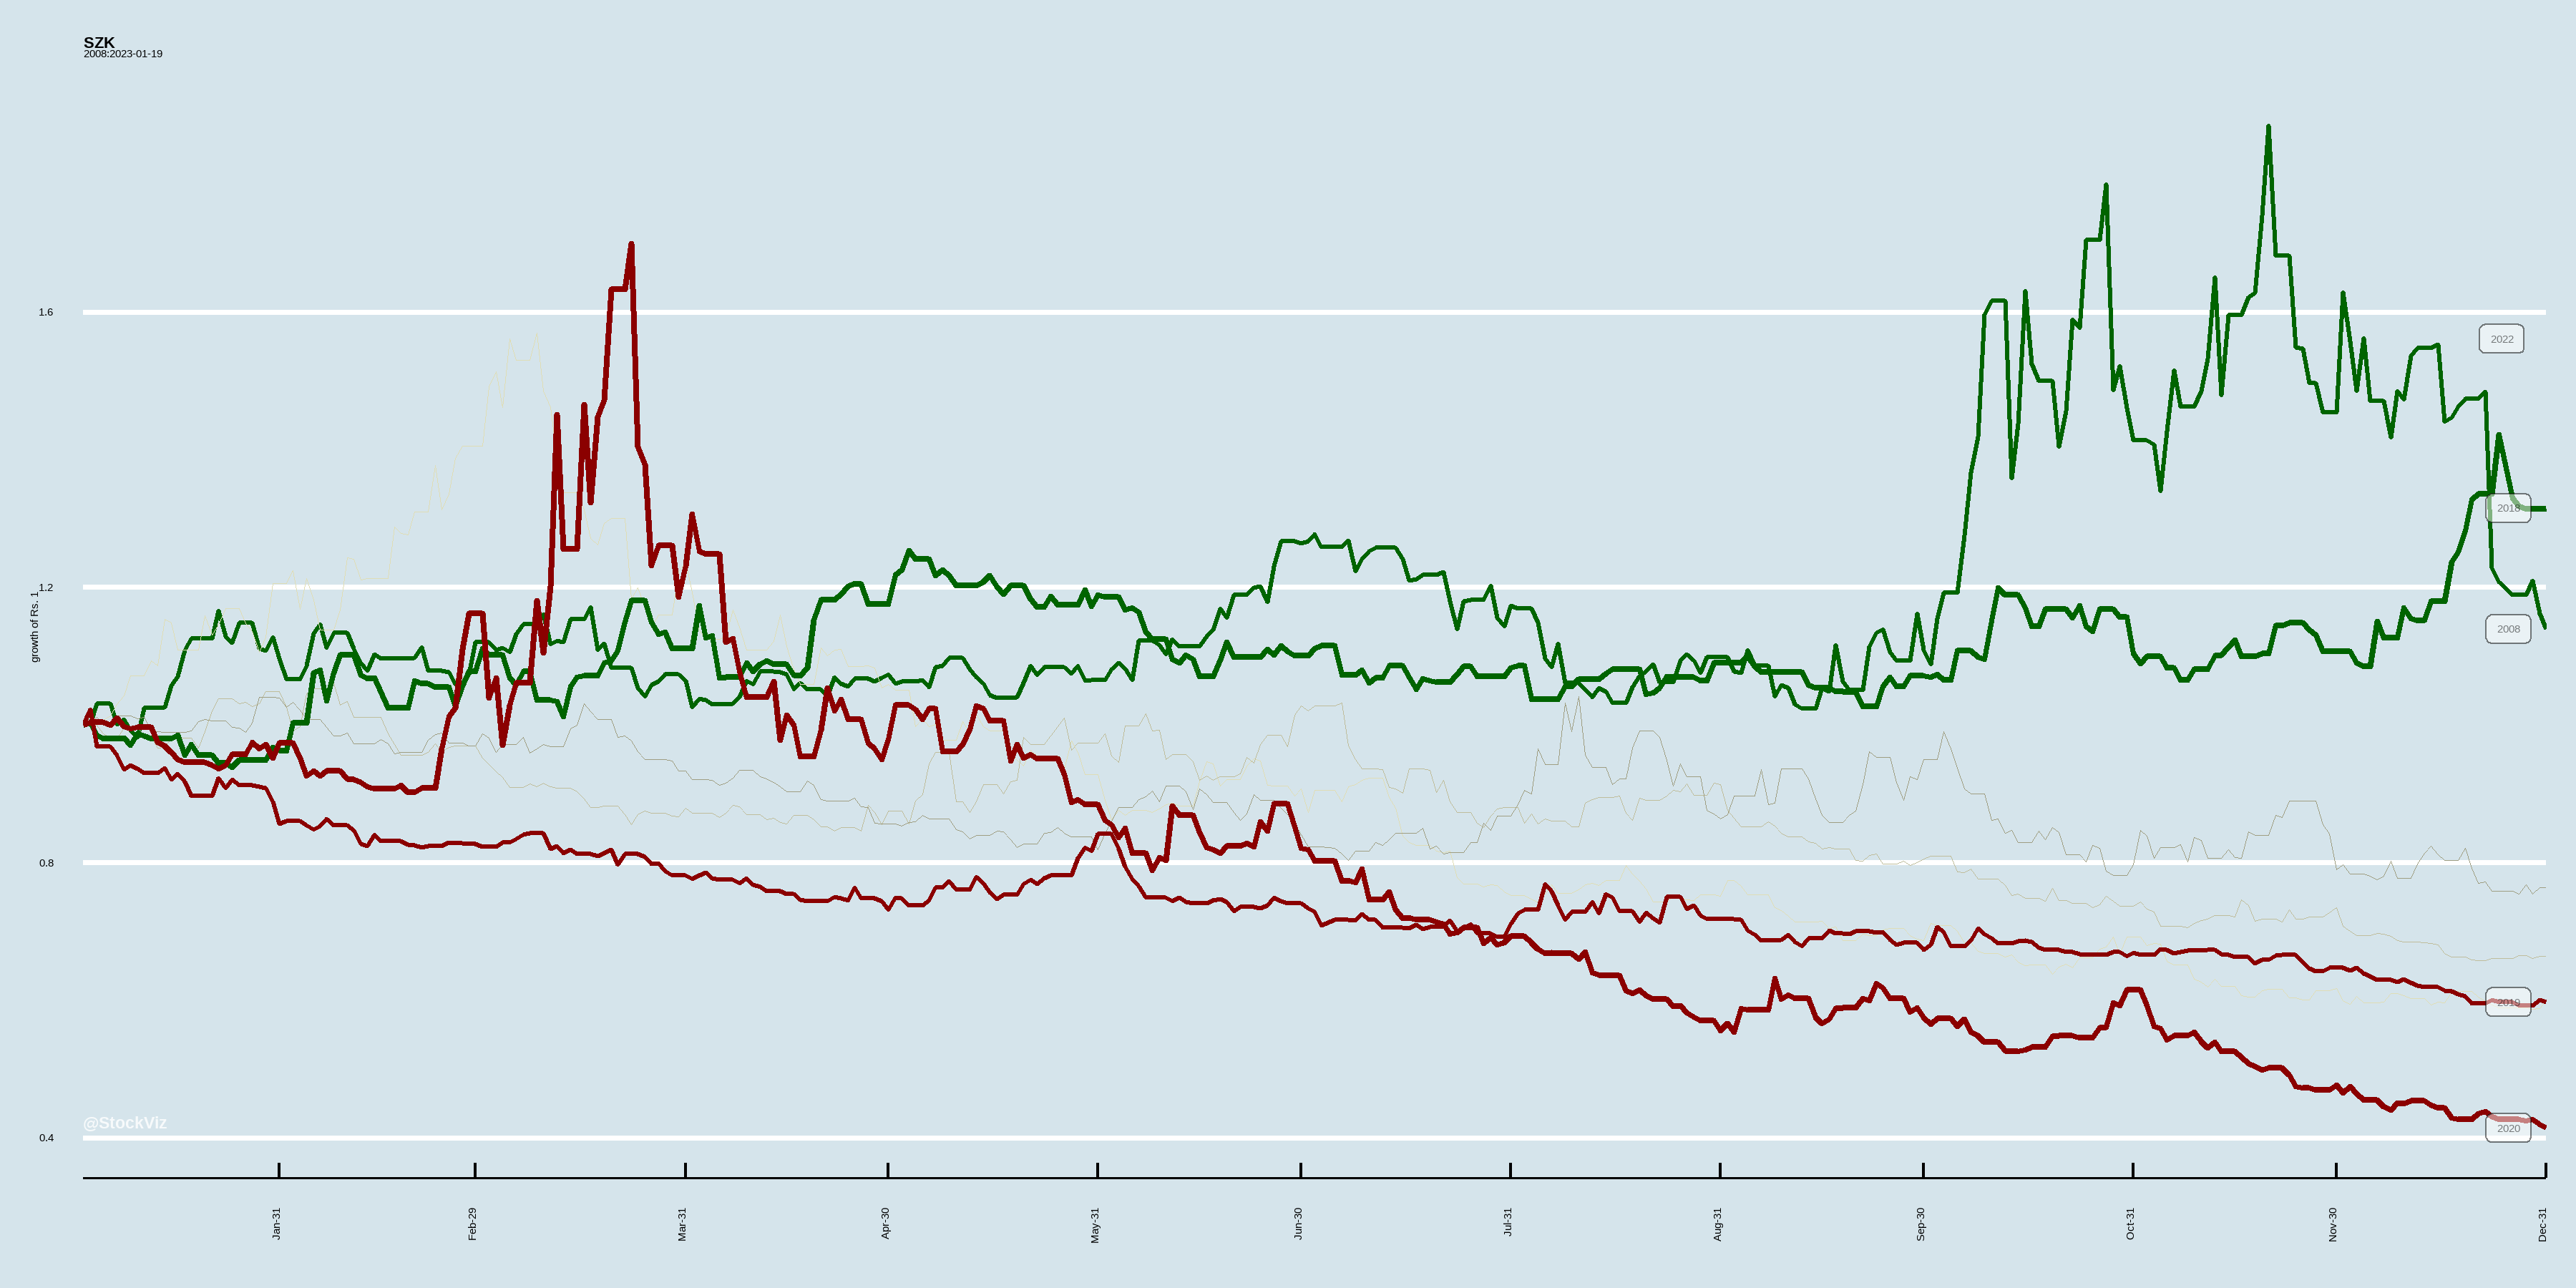 SZK
2008:2023-01-19
growth of Rs. 1
1.6
1.2
0.8
0.4
2022
2018
2008
2019
2020
@StockViz
Jan-31
Feb-29
Mar-31
Apr-30
May-31
Jun-30
Jul-31
Aug-31
Sep-30
Oct-31
Nov-30
Dec-31